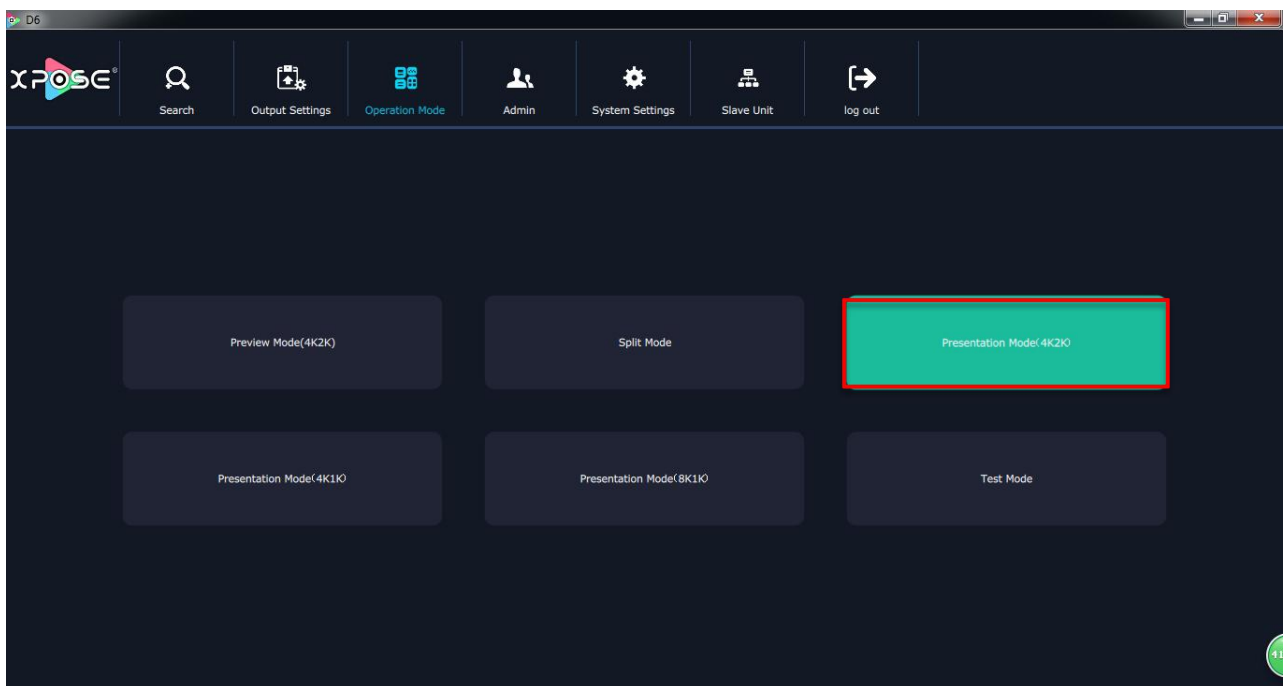 D6
XPOSE®
Search
Output Settings
Operation Mode
Admin
System Settings
Slave Unit
log out
Preview Mode(4K2K)
Split Mode
Presentation Mode(4K2K)
Presentation Mode(4K1K)
Presentation Mode(8K1K)
Test Mode
41